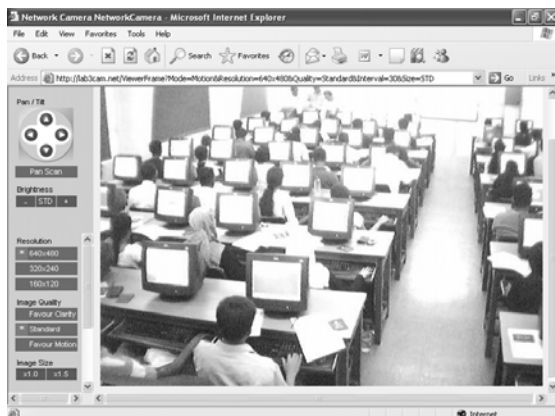 Network Camera NetworkCamera - Microsoft Internet Explorer
File Edit View Favorites Tools Help
Back Search Favorites
Address http://lab3cam.net/ViewerFrame?Mode=Motion&Resolution=640x480&Quality=Standard&Interval=30&Size=STD Go Links »
Pan / Tilt
Pan Scan
Brightness
- STD +
Resolution
640x480
320x240
160x120
Image Quality
Favour Clarity
Standard
Favour Motion
Image Size
x1.0 x1.5
Internet